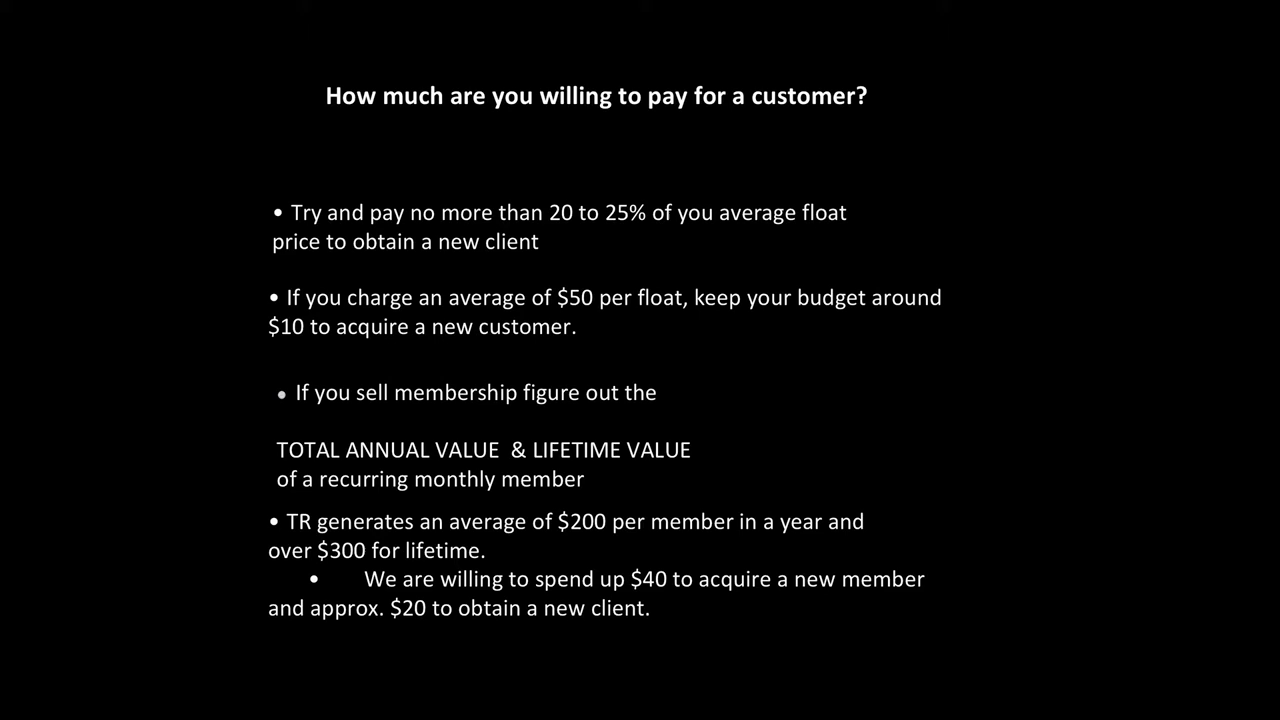 How much are you willing to pay for a customer?
• Try and pay no more than 20 to 25% of you average float
price to obtain a new client
• If you charge an average of $50 per float, keep your budget around
$10 to acquire a new customer.
• If you sell membership figure out the
TOTAL ANNUAL VALUE & LIFETIME VALUE
of a recurring monthly member
• TR generates an average of $200 per member in a year and
over $300 for lifetime.
• We are willing to spend up $40 to acquire a new member
and approx. $20 to obtain a new client.